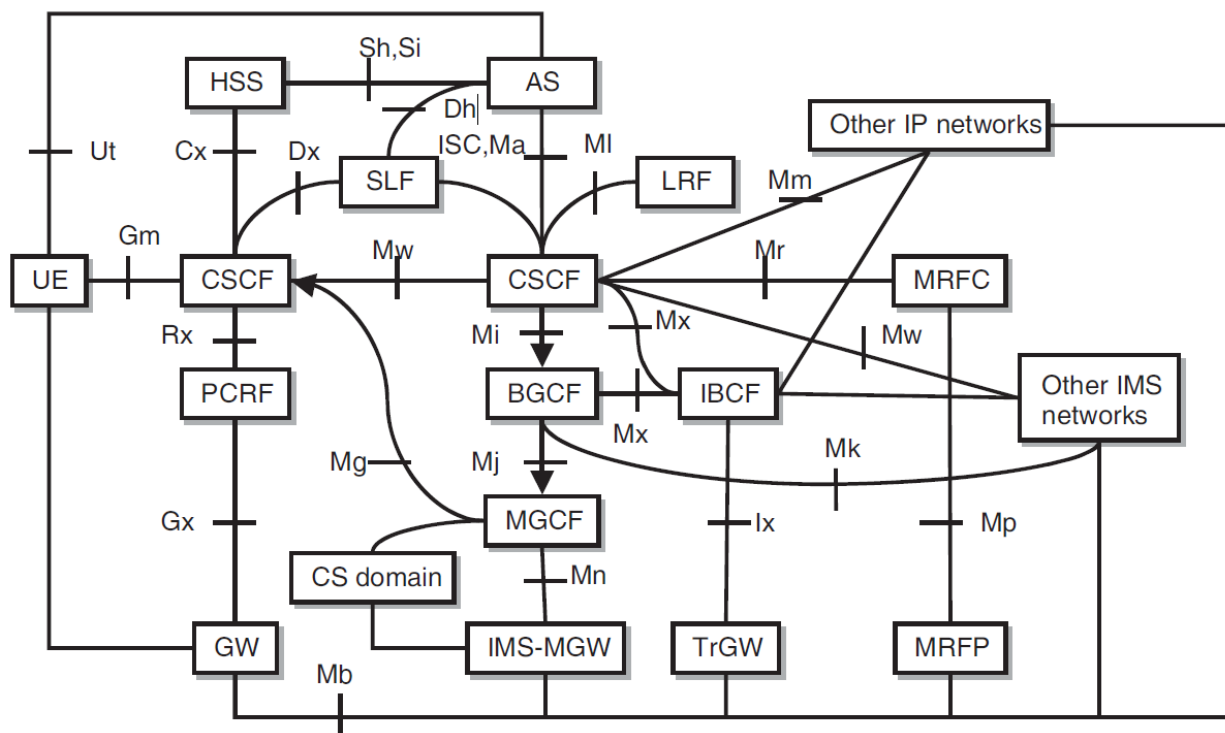 Sh,Si
HSS
AS
Dh
Other IP networks
Ut
Cx
Dx
ISC,Ma
Ml
SLF
LRF
Mm
Gm
Mw
Mr
UE
CSCF
CSCF
MRFC
Rx
Mi
Mx
Mw
PCRF
BGCF
IBCF
Other IMS
networks
Mx
Mg
Mj
Mk
Gx
MGCF
Ix
Mp
CS domain
Mn
GW
IMS-MGW
TrGW
MRFP
Mb